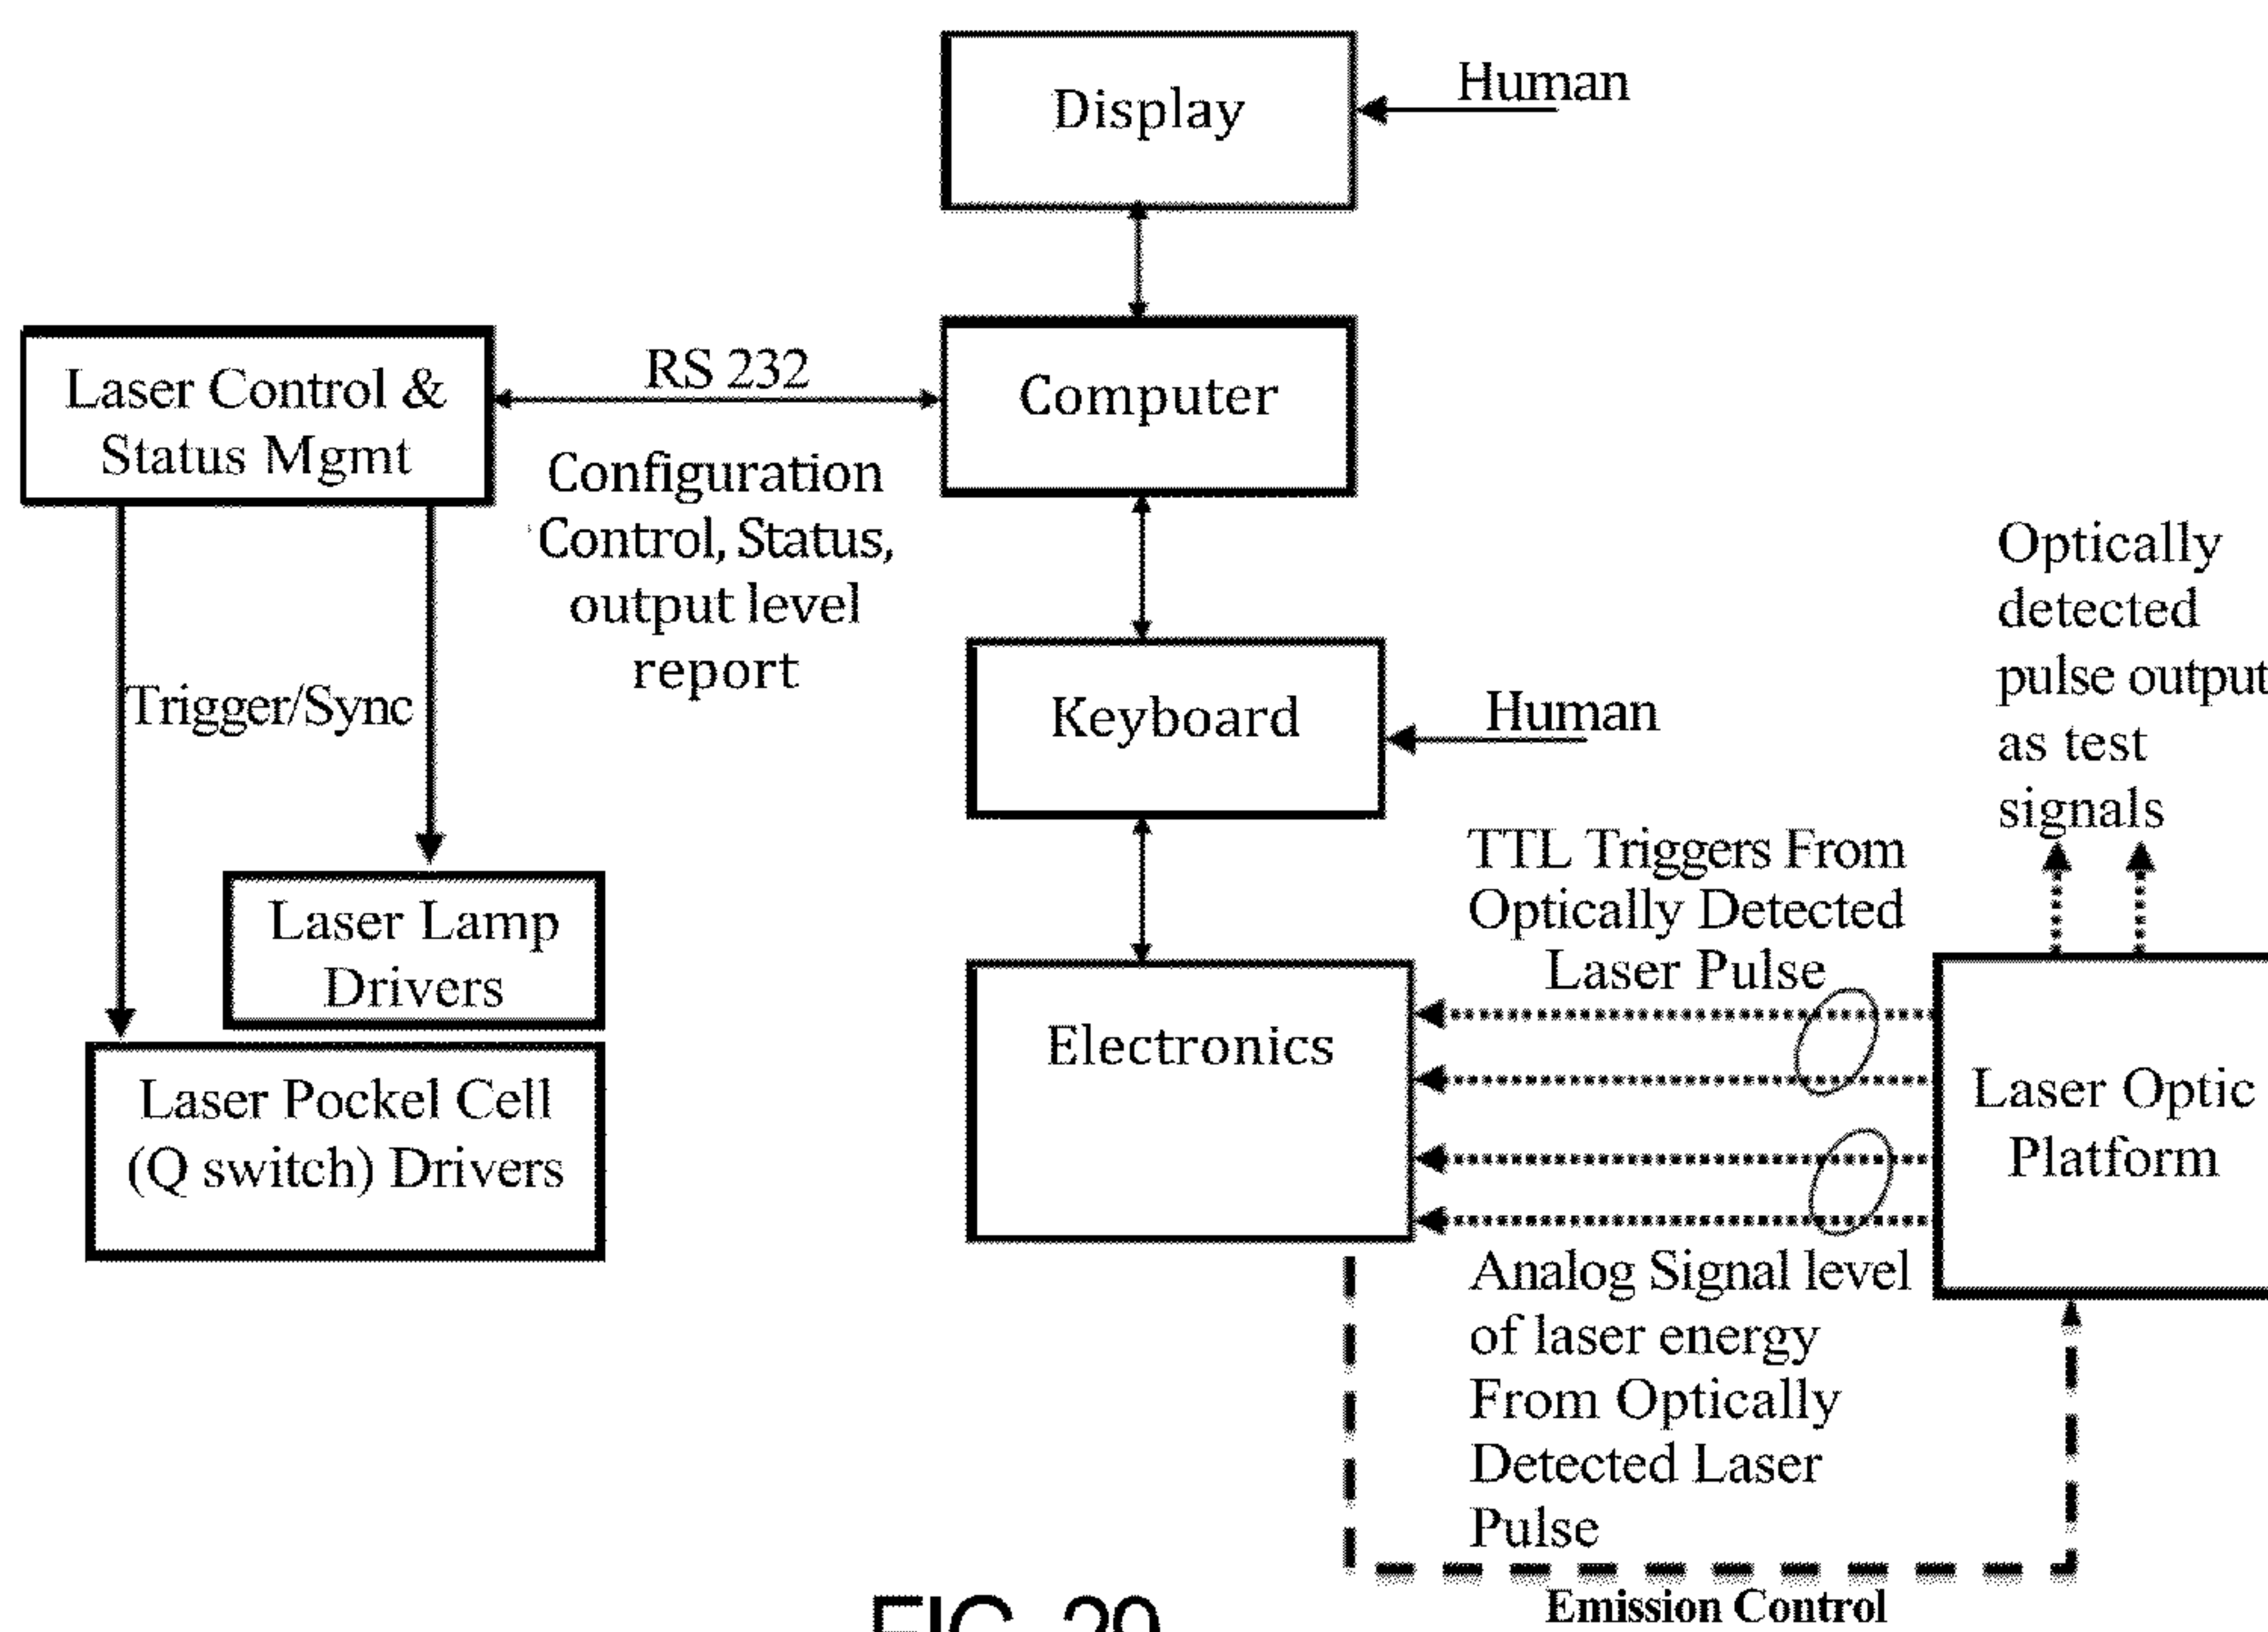 Display
Human
Laser Control &
Status Mgmt
RS 232
Computer
Configuration
Control, Status,
output level
report
Trigger/Sync
Keyboard
Human
Optically
detected
pulse output
as test
signals
Laser Lamp
Drivers
Laser Pockel Cell
(Q switch) Drivers
Electronics
TTL Triggers From
Optically Detected
Laser Pulse
Laser Optic
Platform
Analog Signal level
of laser energy
From Optically
Detected Laser
Pulse
Emission Control